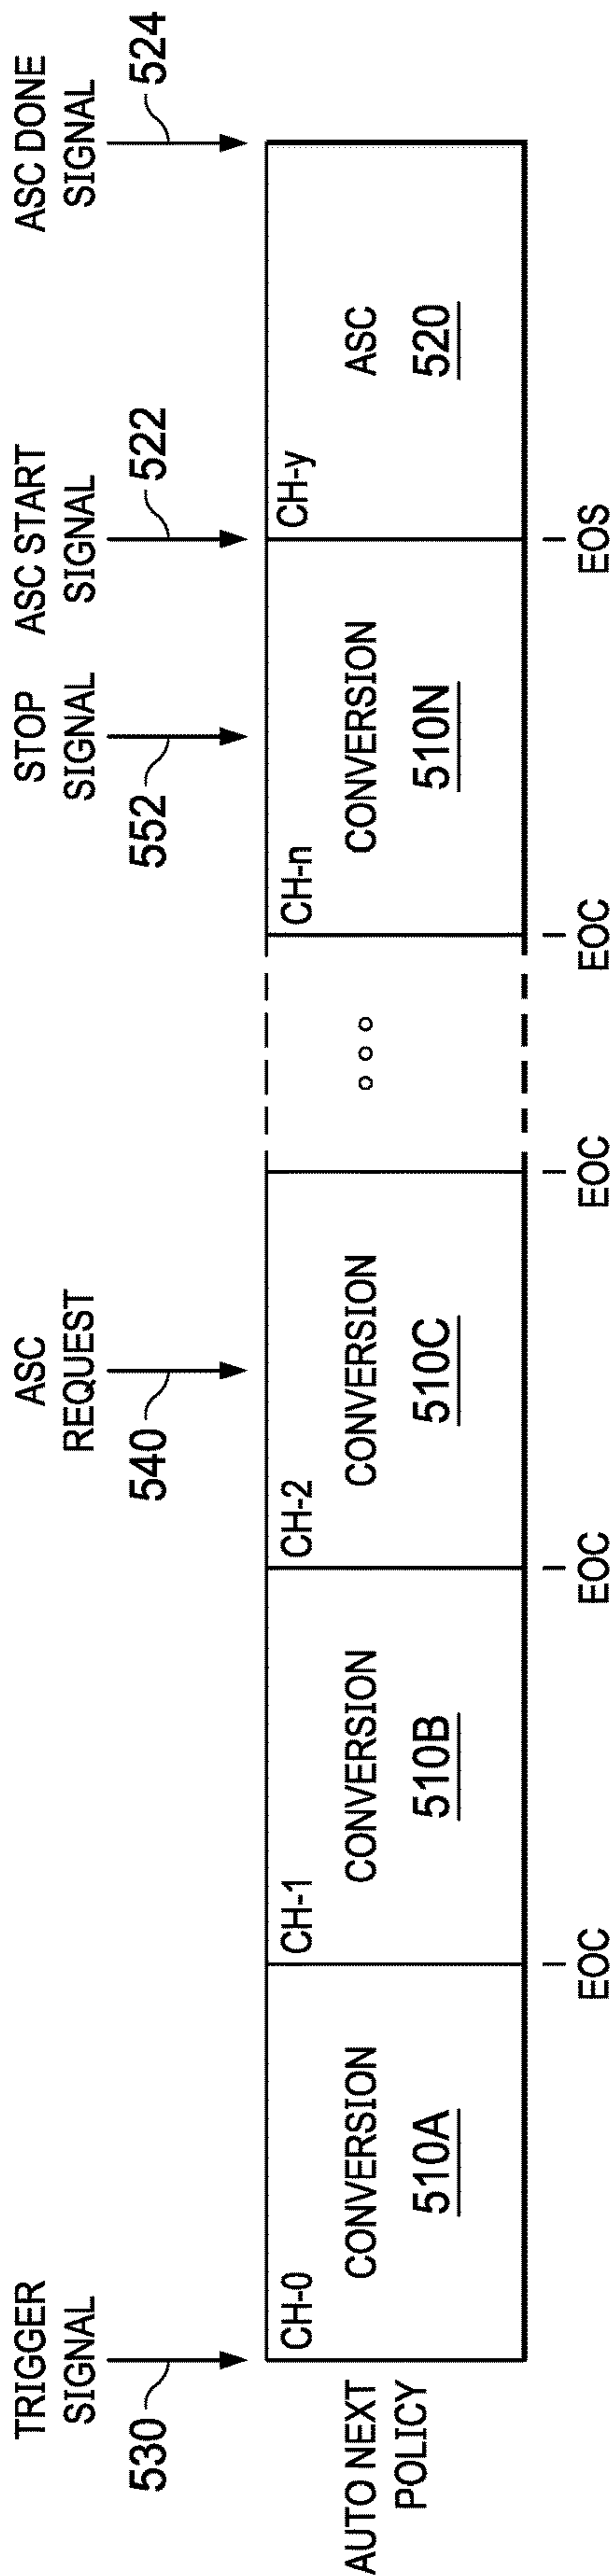 TRIGGER
SIGNAL
530
ASC
REQUEST
540
STOP
SIGNAL
552
ASC START
SIGNAL
522
ASC DONE
SIGNAL
524
AUTO NEXT
POLICY
CH-0
CONVERSION
510A
CH-1
CONVERSION
510B
CH-2
CONVERSION
510C
CH-n
CONVERSION
510N
CH-y
ASC
520
EOC
EOC
EOC
EOC
EOS